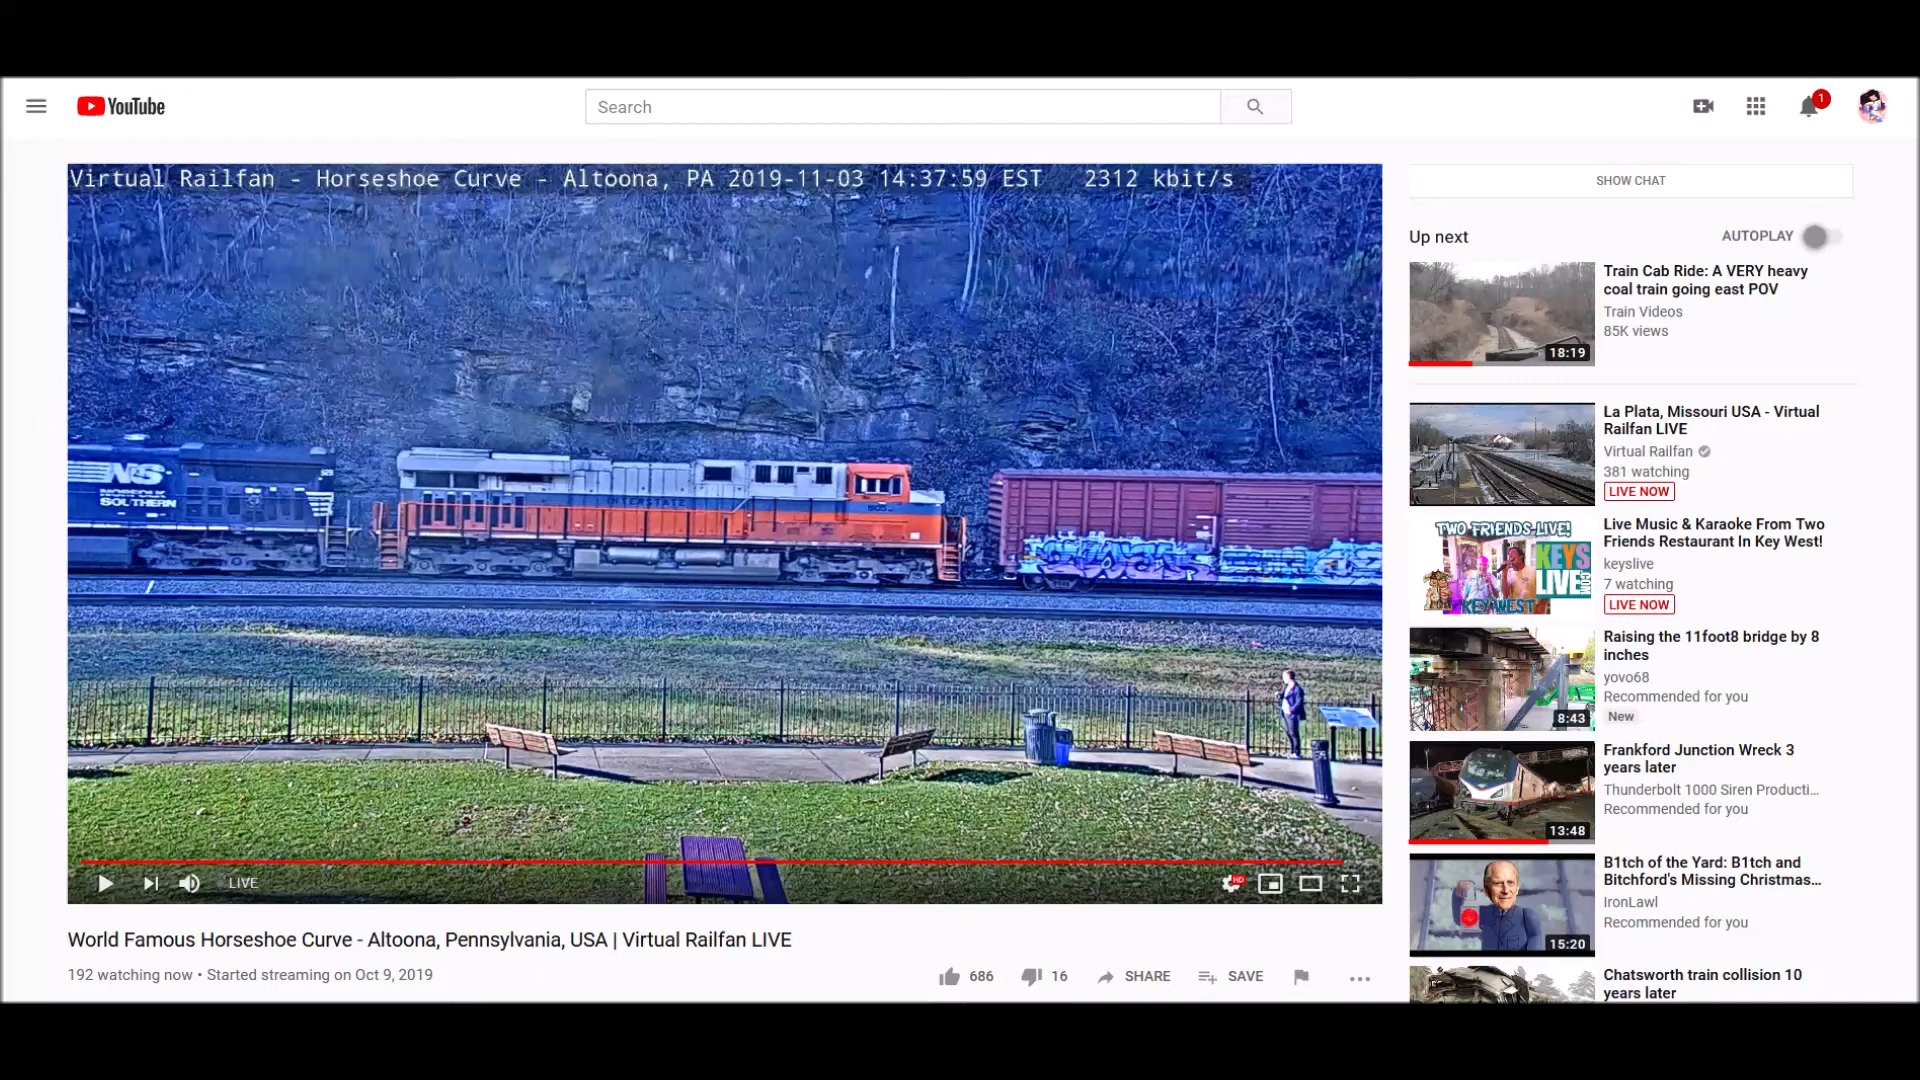 YouTube
Search
1
Virtual Railfan - Horseshoe Curve - Altoona, PA 2019-11-03 14:37:59 EST 2312 kbit/s
NS
NORFOLK
SOUTHERN
INTERSTATE
LIVE
HD
World Famous Horseshoe Curve - Altoona, Pennsylvania, USA | Virtual Railfan LIVE
192 watching now • Started streaming on Oct 9, 2019
686
16
SHARE
SAVE
SHOW CHAT
Up next
AUTOPLAY
18:19
Train Cab Ride: A VERY heavy
coal train going east POV
Train Videos
85K views
La Plata, Missouri USA - Virtual
Railfan LIVE
Virtual Railfan
381 watching
LIVE NOW
TWO FRIENDS-LIVE!
KEYS
LIVE
.COM
KEY WEST
Live Music & Karaoke From Two
Friends Restaurant In Key West!
keyslive
7 watching
LIVE NOW
8:43
Raising the 11foot8 bridge by 8
inches
yovo68
Recommended for you
New
13:48
Frankford Junction Wreck 3
years later
Thunderbolt 1000 Siren Producti...
Recommended for you
15:20
B1tch of the Yard: B1tch and
Bitchford's Missing Christmas...
IronLawl
Recommended for you
Chatsworth train collision 10
years later